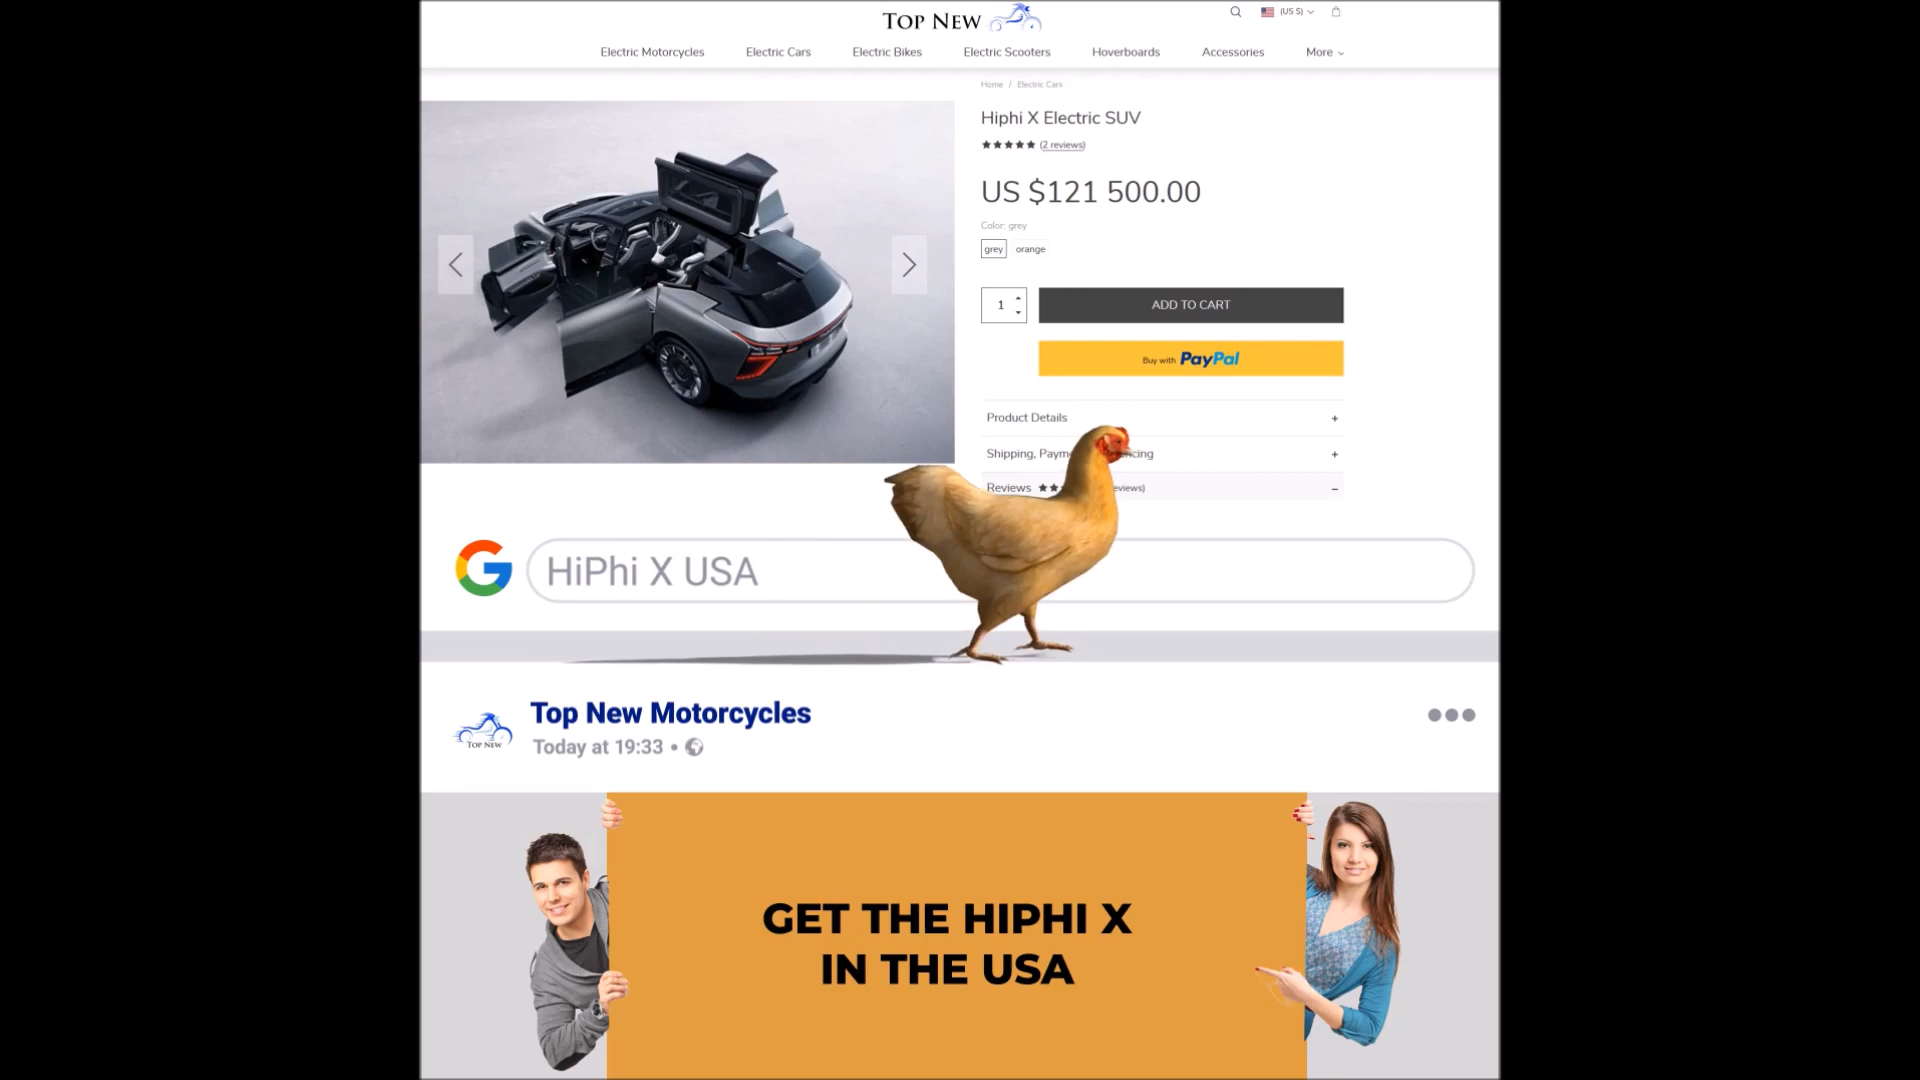 TOP NEW
(US $)
Electric Motorcycles Electric Cars Electric Bikes Electric Scooters Hoverboards Accessories More
Home / Electric Cars
Hiphi X Electric SUV
(2 reviews)
US $121 500.00
Color: grey
grey orange
1 ADD TO CART
Buy with PayPal
Product Details +
Shipping, Paym ncing +
Reviews eviews) –
HiPhi X USA
Top New Motorcycles
TOP NEW
Today at 19:33 •
GET THE HIPHI X
IN THE USA